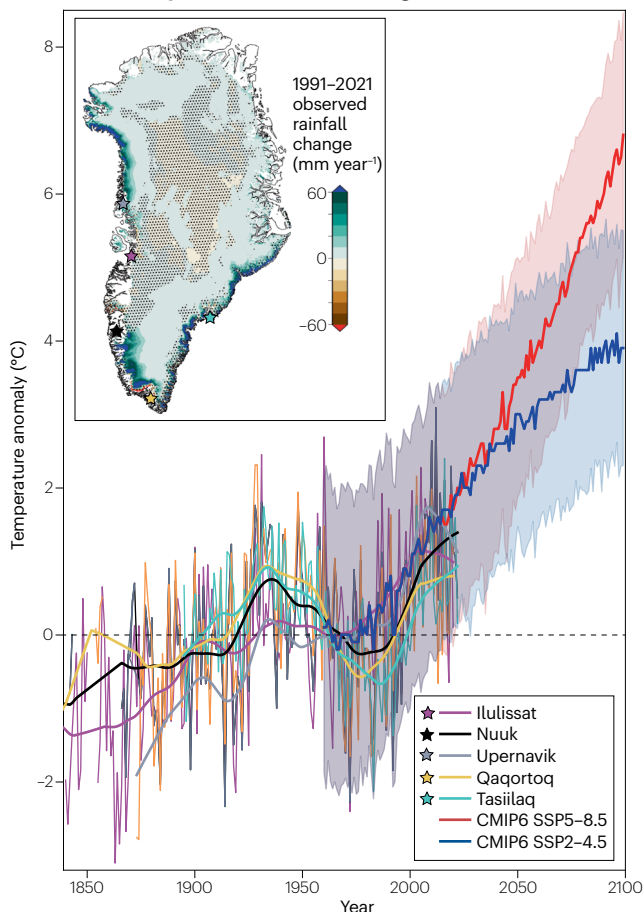 8
6
4
2
0
−2
Temperature anomaly (°C)
1991–2021
observed
rainfall
change
(mm year⁻¹)
60
0
−60
Ilulissat
Nuuk
Upernavik
Qaqortoq
Tasiilaq
CMIP6 SSP5–8.5
CMIP6 SSP2–4.5
1850
1900
1950
2000
2050
2100
Year